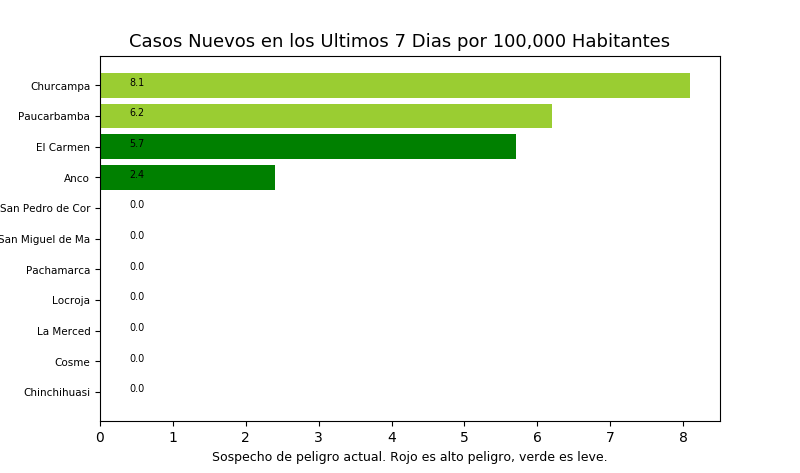 Casos Nuevos en los Ultimos 7 Dias por 100,000 Habitantes
Churcampa 8.1
Paucarbamba 6.2
El Carmen 5.7
Anco 2.4
San Pedro de Cor 0.0
San Miguel de Ma 0.0
Pachamarca 0.0
Locroja 0.0
La Merced 0.0
Cosme 0.0
Chinchihuasi 0.0
0 1 2 3 4 5 6 7 8
Sospecho de peligro actual. Rojo es alto peligro, verde es leve.